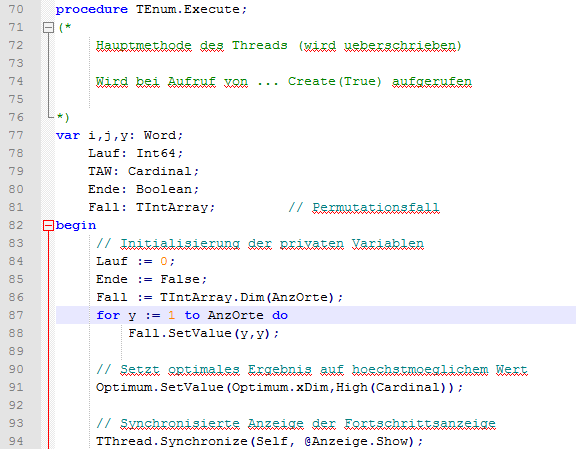 70 procedure TEnum.Execute;
71 (*
72 Hauptmethode des Threads (wird ueberschrieben)
73
74 Wird bei Aufruf von ... Create(True) aufgerufen
75
76 *)
77 var i,j,y: Word;
78 Lauf: Int64;
79 TAW: Cardinal;
80 Ende: Boolean;
81 Fall: TIntArray; // Permutationsfall
82 begin
83 // Initialisierung der privaten Variablen
84 Lauf := 0;
85 Ende := False;
86 Fall := TIntArray.Dim(AnzOrte);
87 for y := 1 to AnzOrte do
88 Fall.SetValue(y,y);
89
90 // Setzt optimales Ergebnis auf hoechstmoeglichem Wert
91 Optimum.SetValue(Optimum.xDim,High(Cardinal));
92
93 // Synchronisierte Anzeige der Fortschrittsanzeige
94 TThread.Synchronize(Self, @Anzeige.Show);